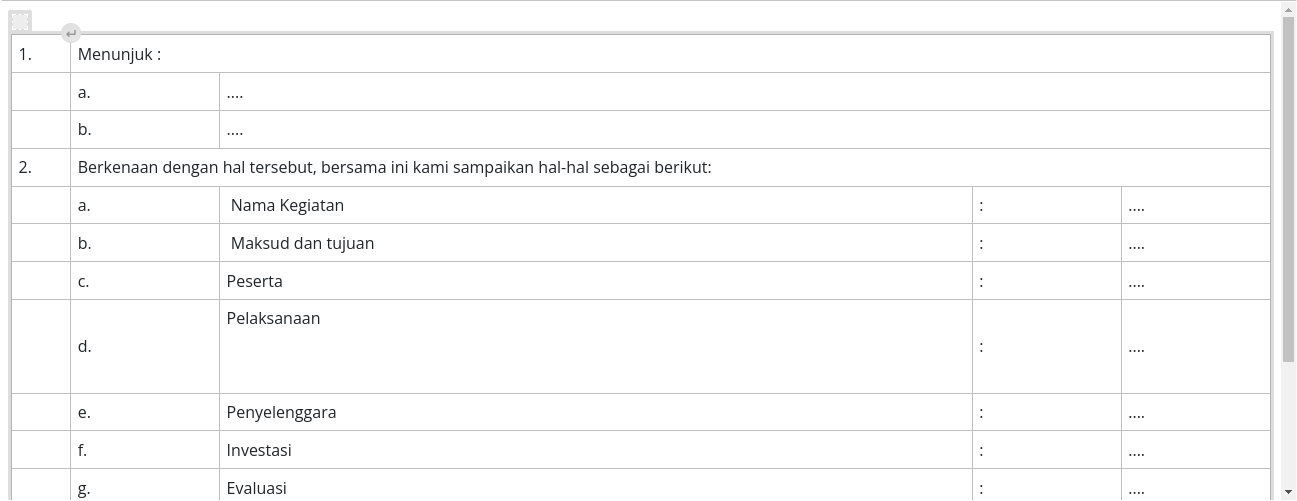 1. Menunjuk :
a. ....
b. ....
2. Berkenaan dengan hal tersebut, bersama ini kami sampaikan hal-hal sebagai berikut:
a. Nama Kegiatan : ....
b. Maksud dan tujuan : ....
c. Peserta : ....
d. Pelaksanaan : ....
e. Penyelenggara : ....
f. Investasi : ....
g. Evaluasi : ....